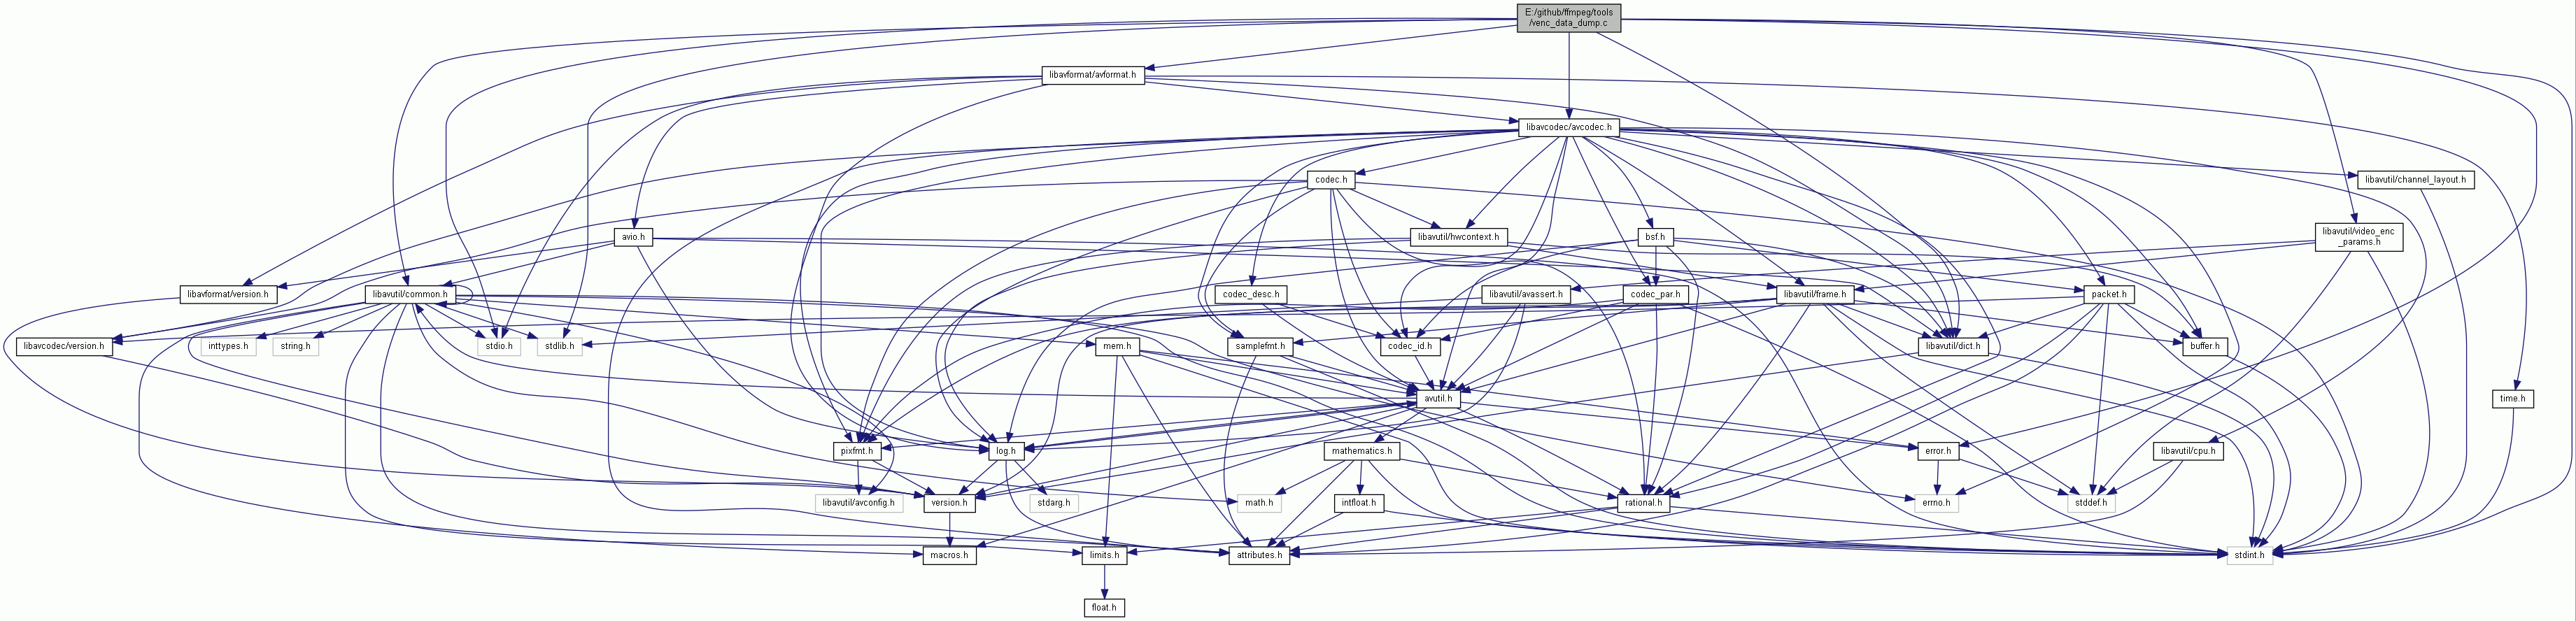 E:/github/ffmpeg/tools
/venc_data_dump.c
libavformat/avformat.h
libavcodec/avcodec.h
codec.h
libavutil/channel_layout.h
avio.h
libavutil/hwcontext.h
bsf.h
libavutil/video_enc
_params.h
libavformat/version.h
libavutil/common.h
codec_desc.h
libavutil/avassert.h
codec_par.h
libavutil/frame.h
packet.h
libavcodec/version.h
inttypes.h
string.h
stdio.h
stdlib.h
mem.h
samplefmt.h
codec_id.h
libavutil/dict.h
buffer.h
avutil.h
time.h
pixfmt.h
log.h
mathematics.h
error.h
libavutil/cpu.h
libavutil/avconfig.h
version.h
stdarg.h
math.h
intfloat.h
rational.h
errno.h
stddef.h
macros.h
limits.h
attributes.h
stdint.h
float.h